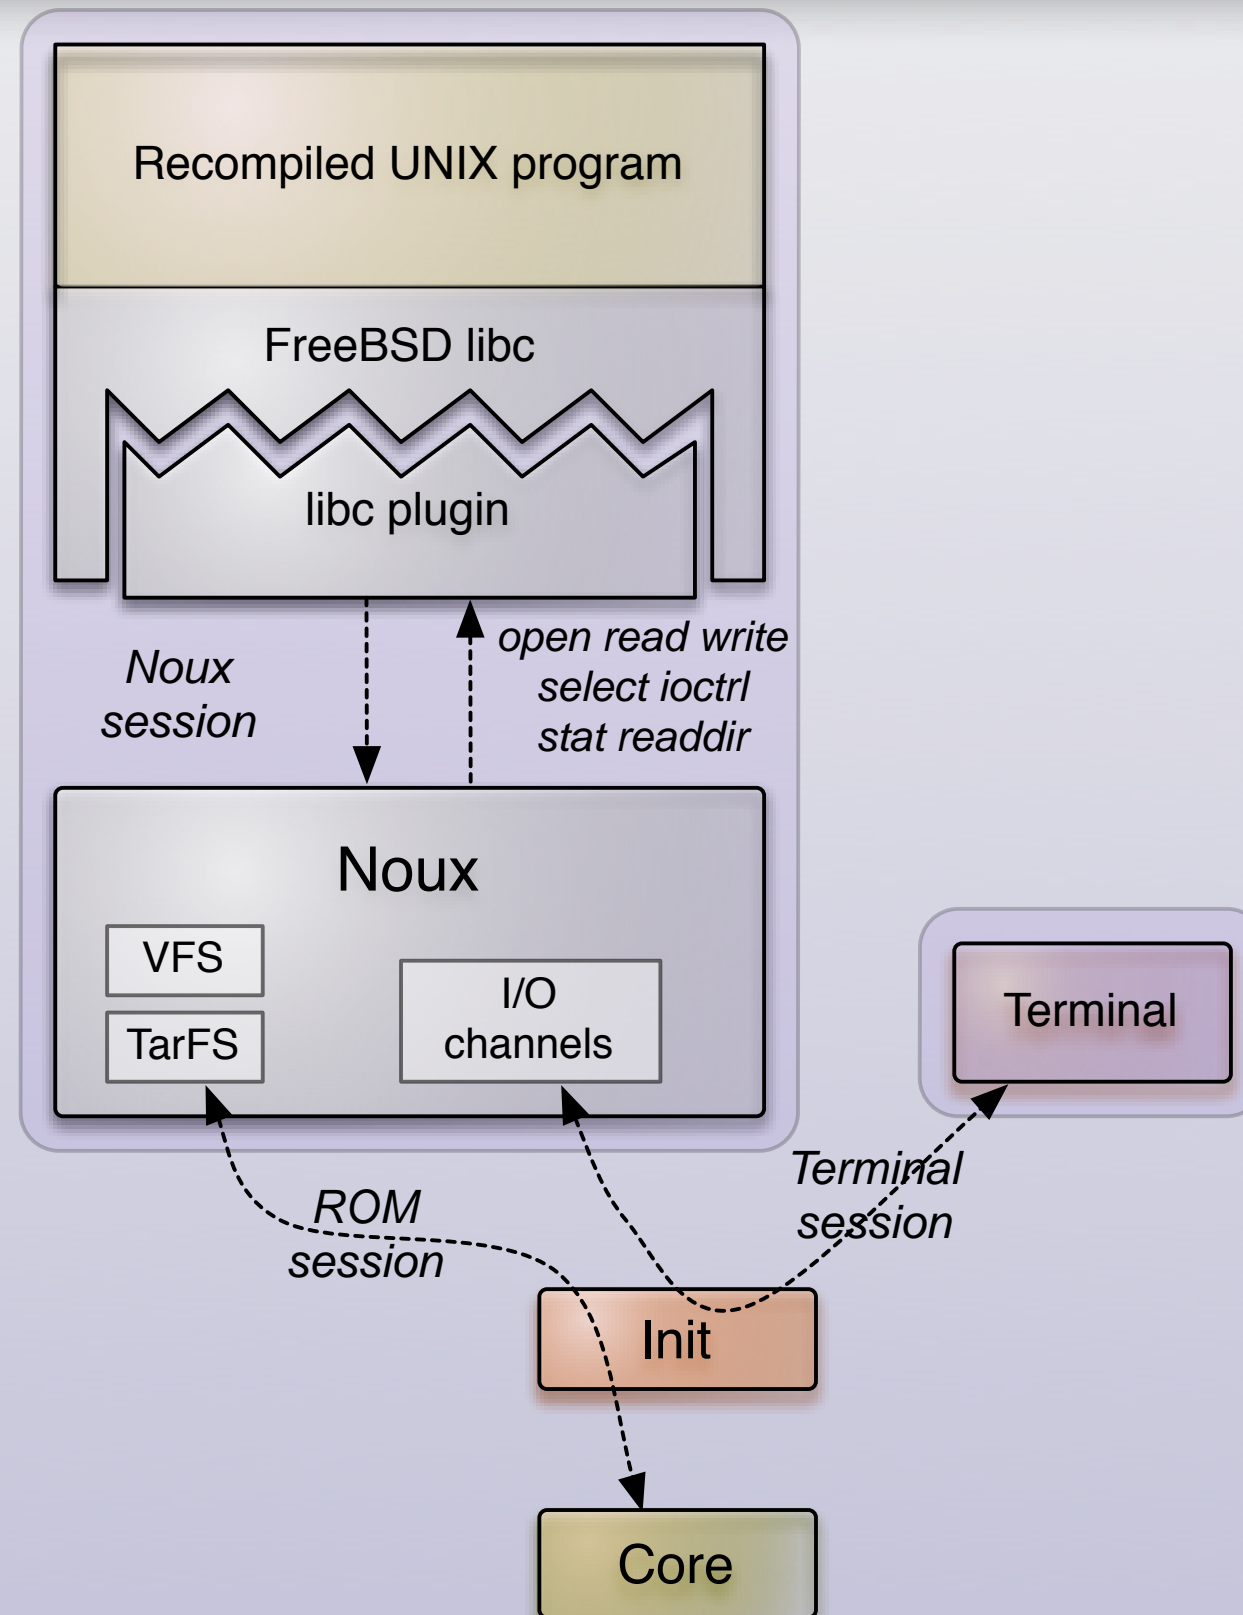 Recompiled UNIX program
FreeBSD libc
libc plugin
Noux
session
open read write
select ioctrl
stat readdir
Noux
VFS
TarFS
I/O
channels
Terminal
Terminal
session
ROM
session
Init
Core